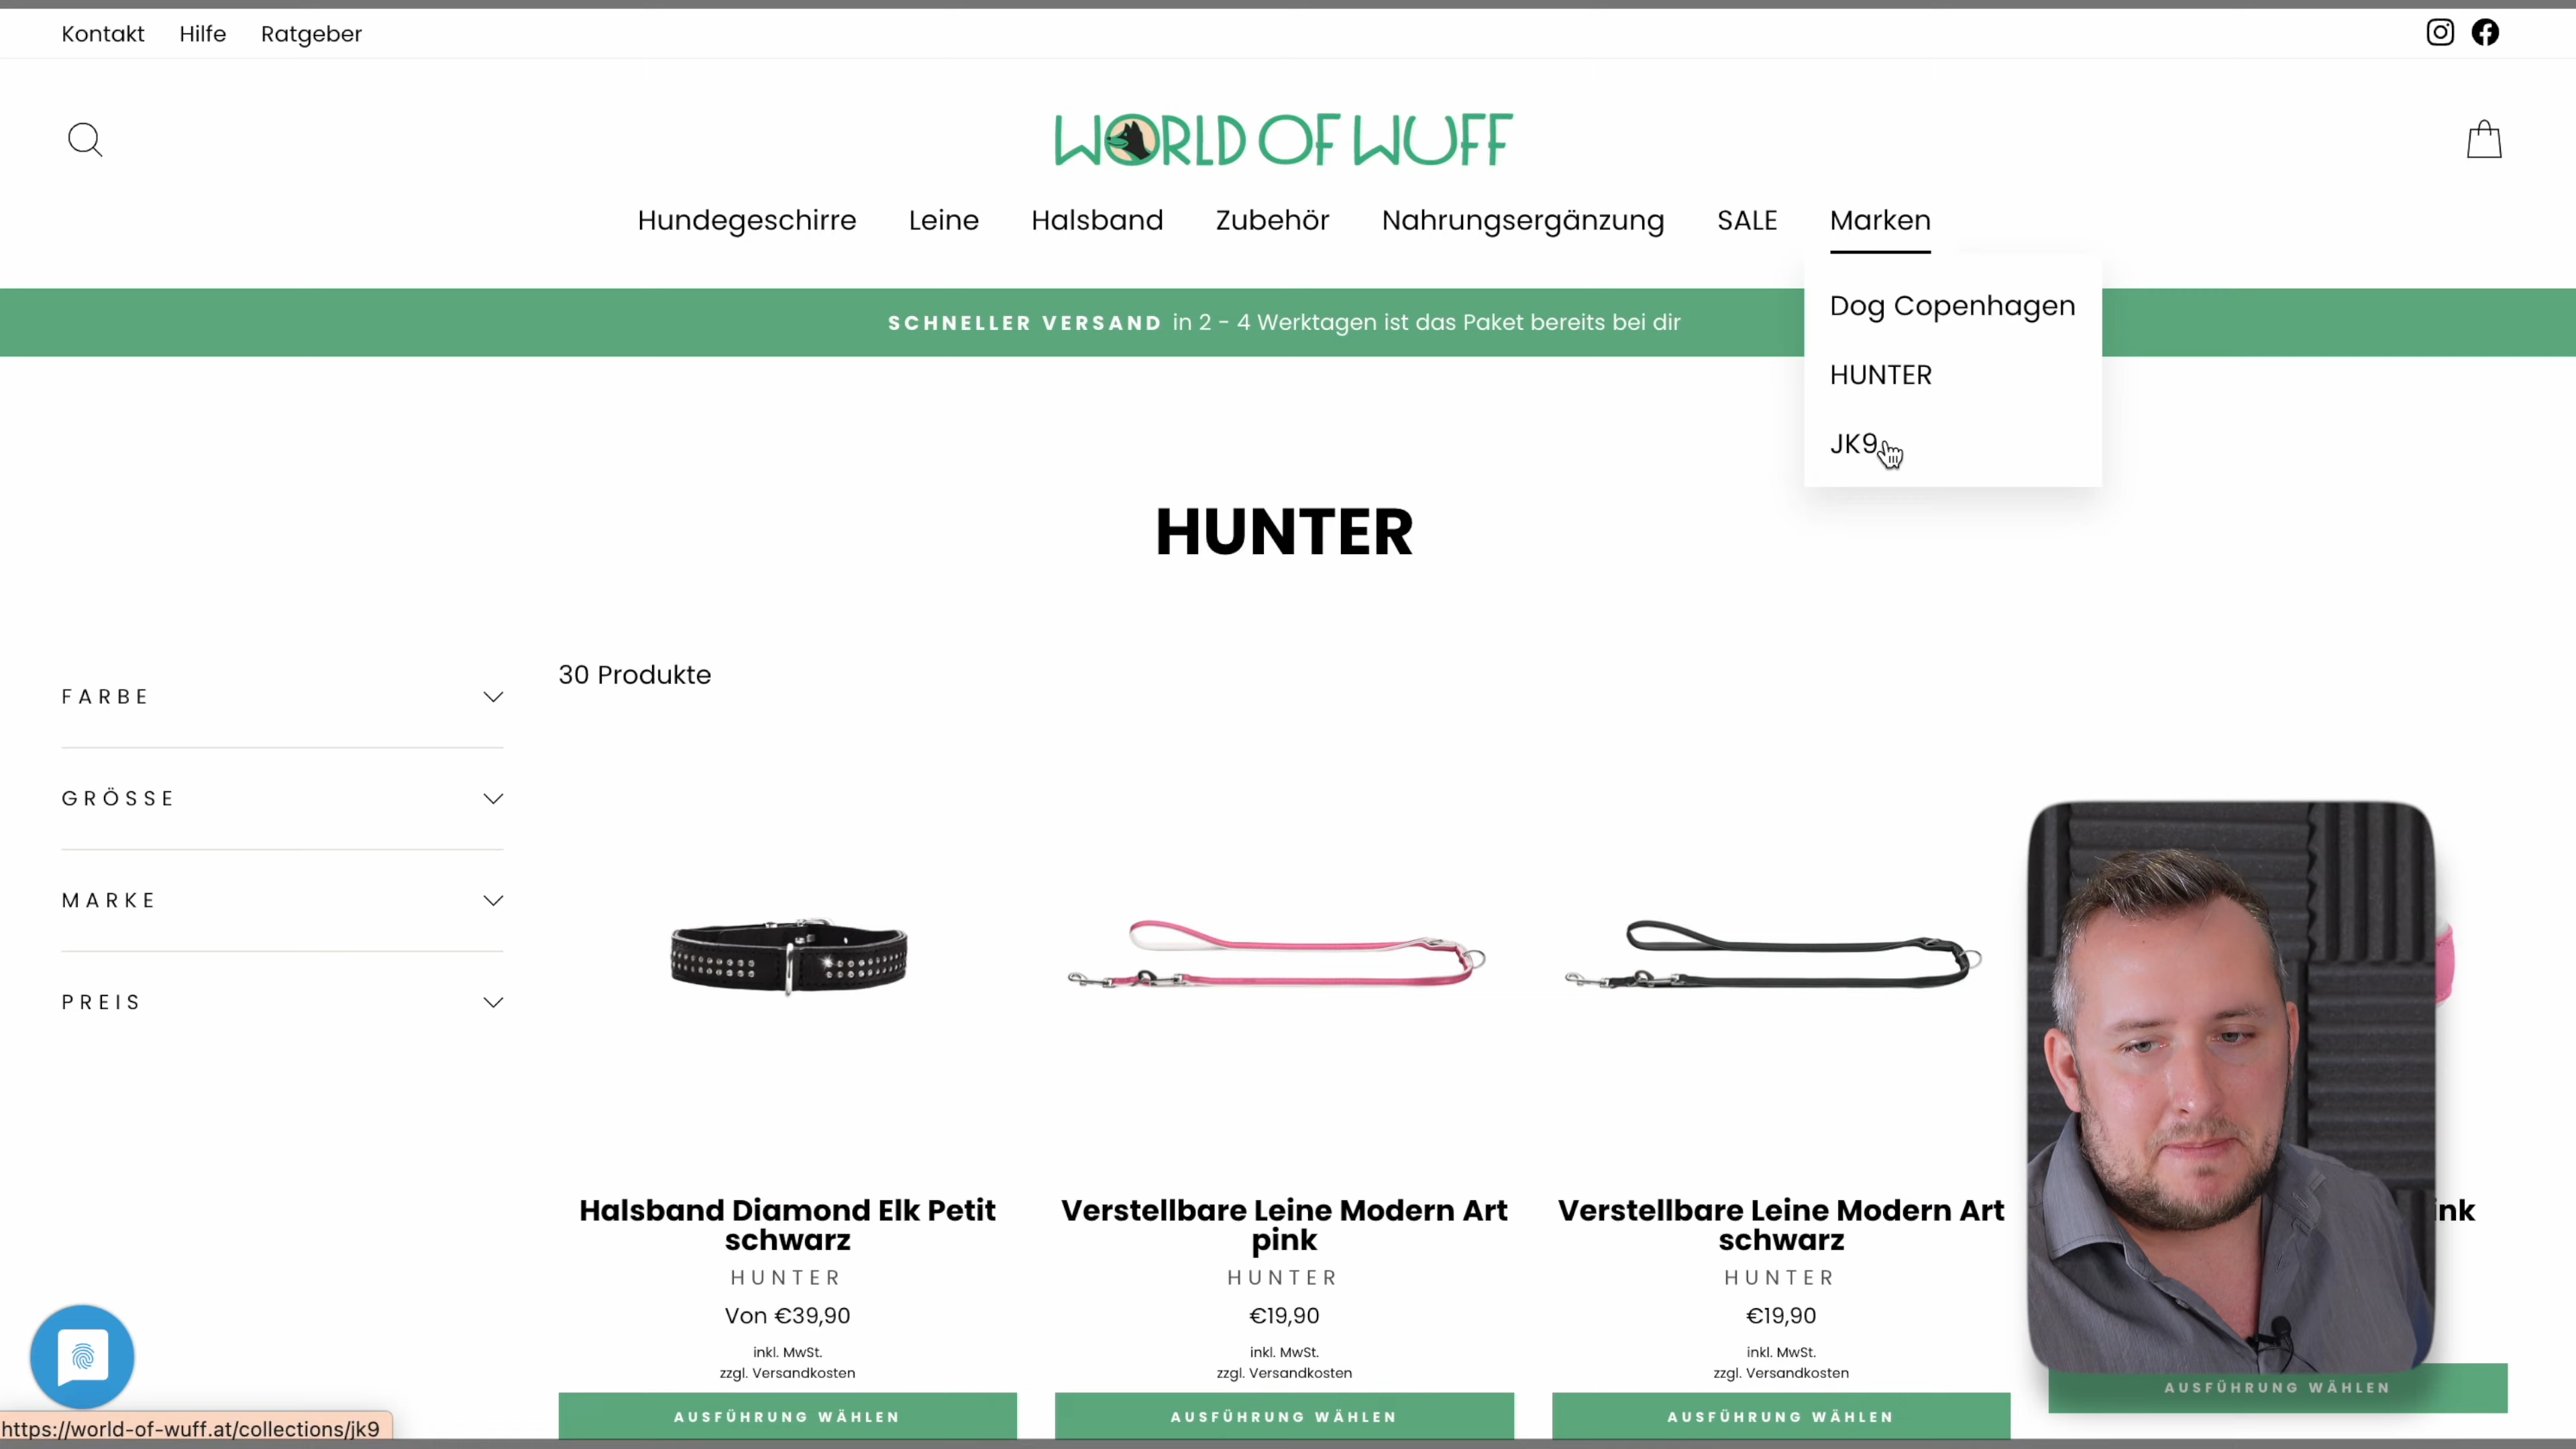 Kontakt Hilfe Ratgeber
WORLD OF WUFF
Hundegeschirre Leine Halsband Zubehör Nahrungsergänzung SALE Marken
SCHNELLER VERSAND in 2 - 4 Werktagen ist das Paket bereits bei dir
Dog Copenhagen
HUNTER
JK9
HUNTER
30 Produkte
FARBE
GRÖSSE
MARKE
PREIS
Halsband Diamond Elk Petit
schwarz
HUNTER
Von €39,90
inkl. MwSt.
zzgl. Versandkosten
AUSFÜHRUNG WÄHLEN
Verstellbare Leine Modern Art
pink
HUNTER
€19,90
inkl. MwSt.
zzgl. Versandkosten
AUSFÜHRUNG WÄHLEN
Verstellbare Leine Modern Art
schwarz
HUNTER
€19,90
inkl. MwSt.
zzgl. Versandkosten
AUSFÜHRUNG WÄHLEN
AUSFÜHRUNG WÄHLEN
https://world-of-wuff.at/collections/jk9